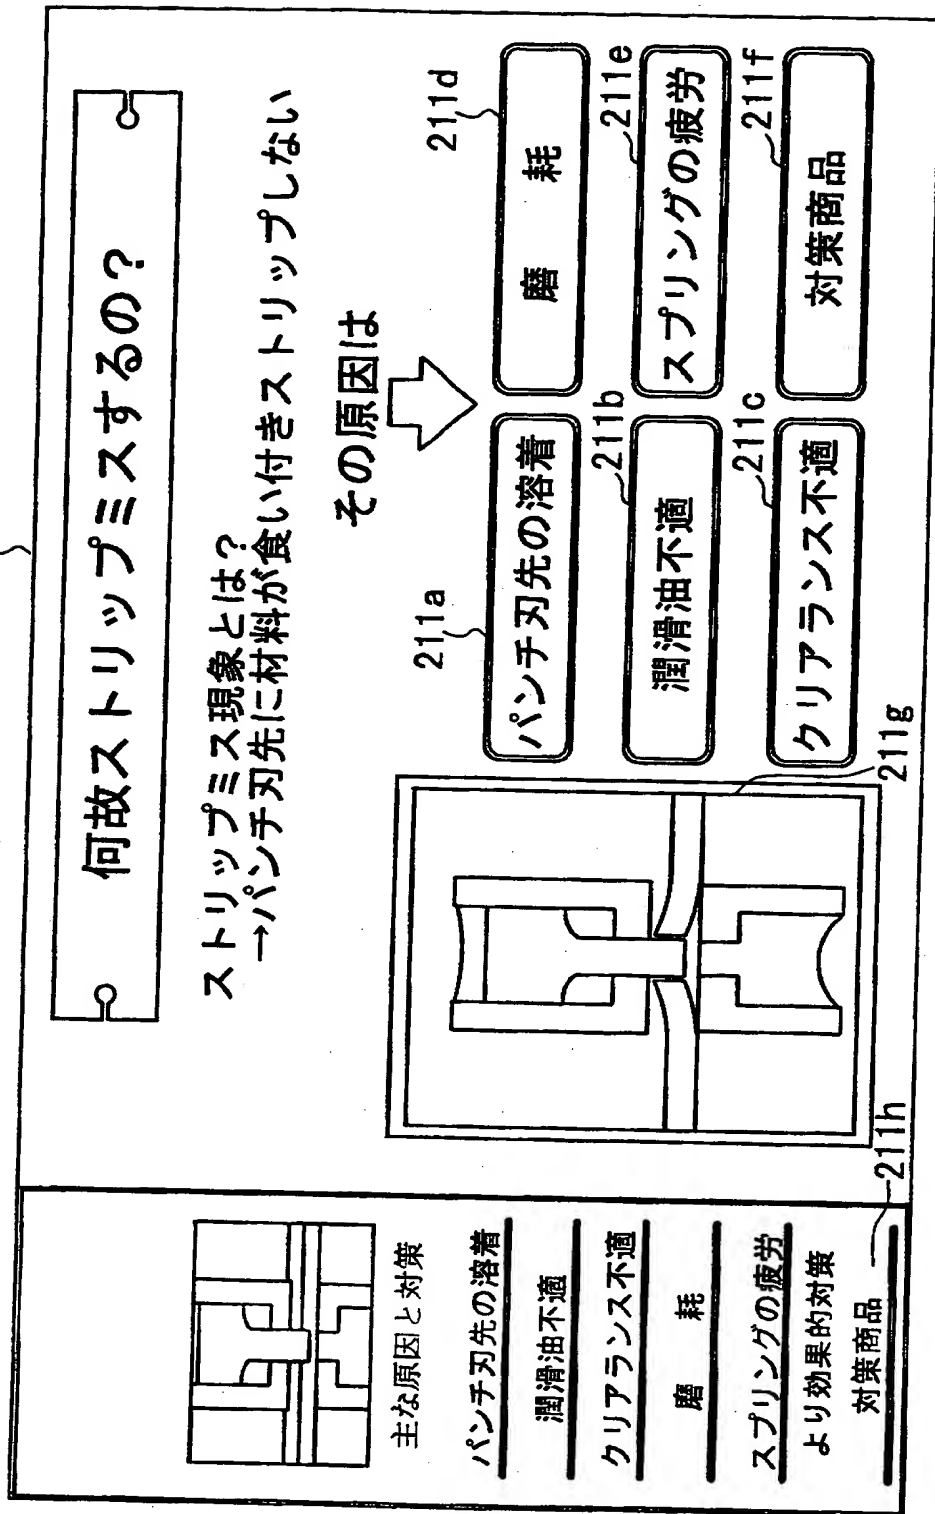 何故ストリップミスするの?
ストリップミス現象とは?
→パンチ刃先に材料が食い付きストリップしない
その原因は
211a
パンチ刃先の溶着
211d
磨 耗
211b
潤滑油不適
211e
スプリングの疲労
211c
クリアランス不適
211f
対策商品
211g
主な原因と対策
パンチ刃先の溶着
潤滑油不適
クリアランス不適
磨 耗
スプリングの疲労
より効果的対策
対策商品
211h